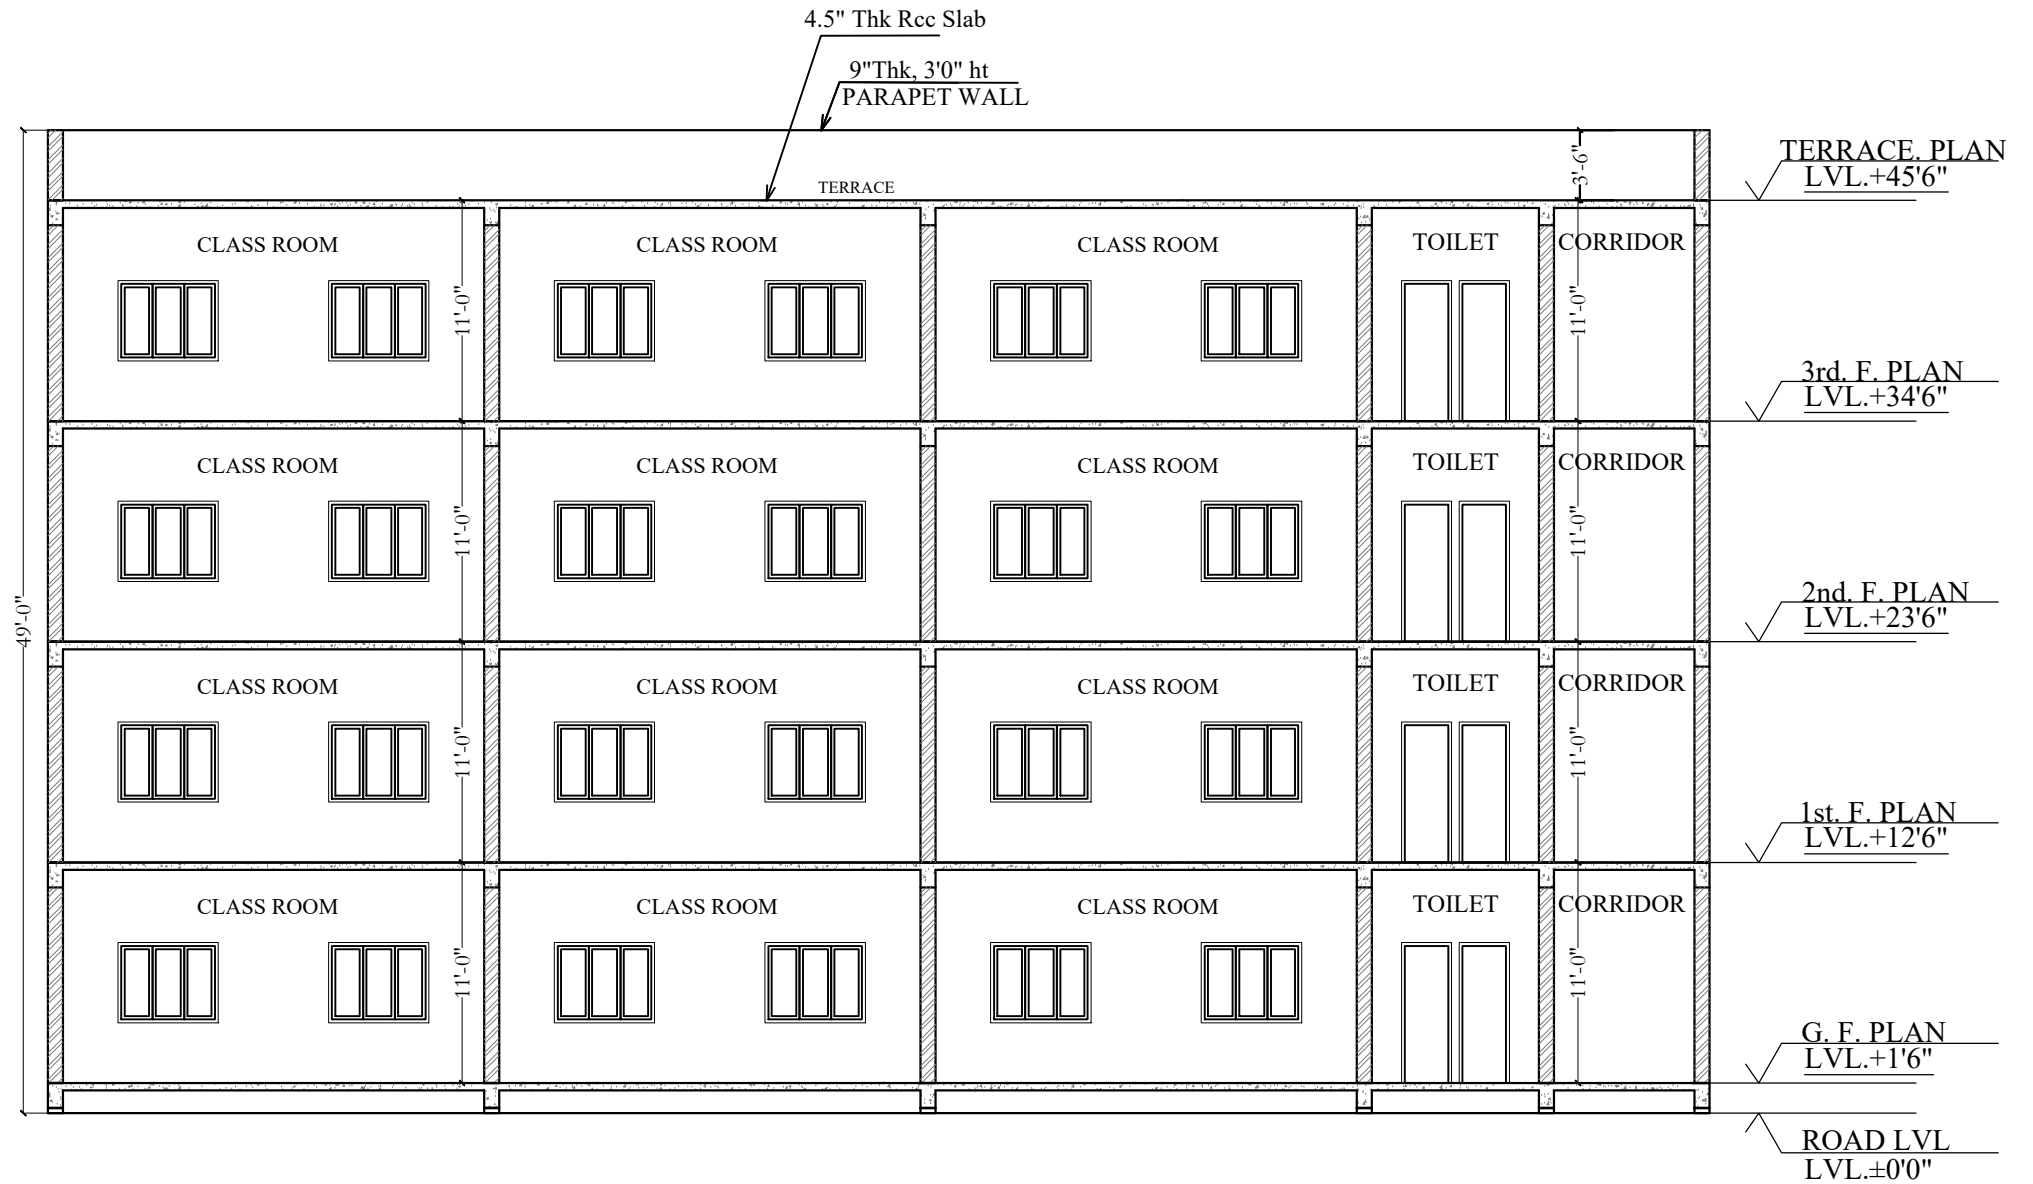 4.5" Thk Rcc Slab
9"Thk, 3'0" ht
PARAPET WALL
3'-6"
TERRACE. PLAN
LVL.+45'6"
TERRACE
CLASS ROOM
CLASS ROOM
CLASS ROOM
TOILET
CORRIDOR
11'-0"
11'-0"
3rd. F. PLAN
LVL.+34'6"
CLASS ROOM
CLASS ROOM
CLASS ROOM
TOILET
CORRIDOR
11'-0"
11'-0"
49'-0"
2nd. F. PLAN
LVL.+23'6"
CLASS ROOM
CLASS ROOM
CLASS ROOM
TOILET
CORRIDOR
11'-0"
11'-0"
1st. F. PLAN
LVL.+12'6"
CLASS ROOM
CLASS ROOM
CLASS ROOM
TOILET
CORRIDOR
11'-0"
11'-0"
G. F. PLAN
LVL.+1'6"
ROAD LVL
LVL.±0'0"